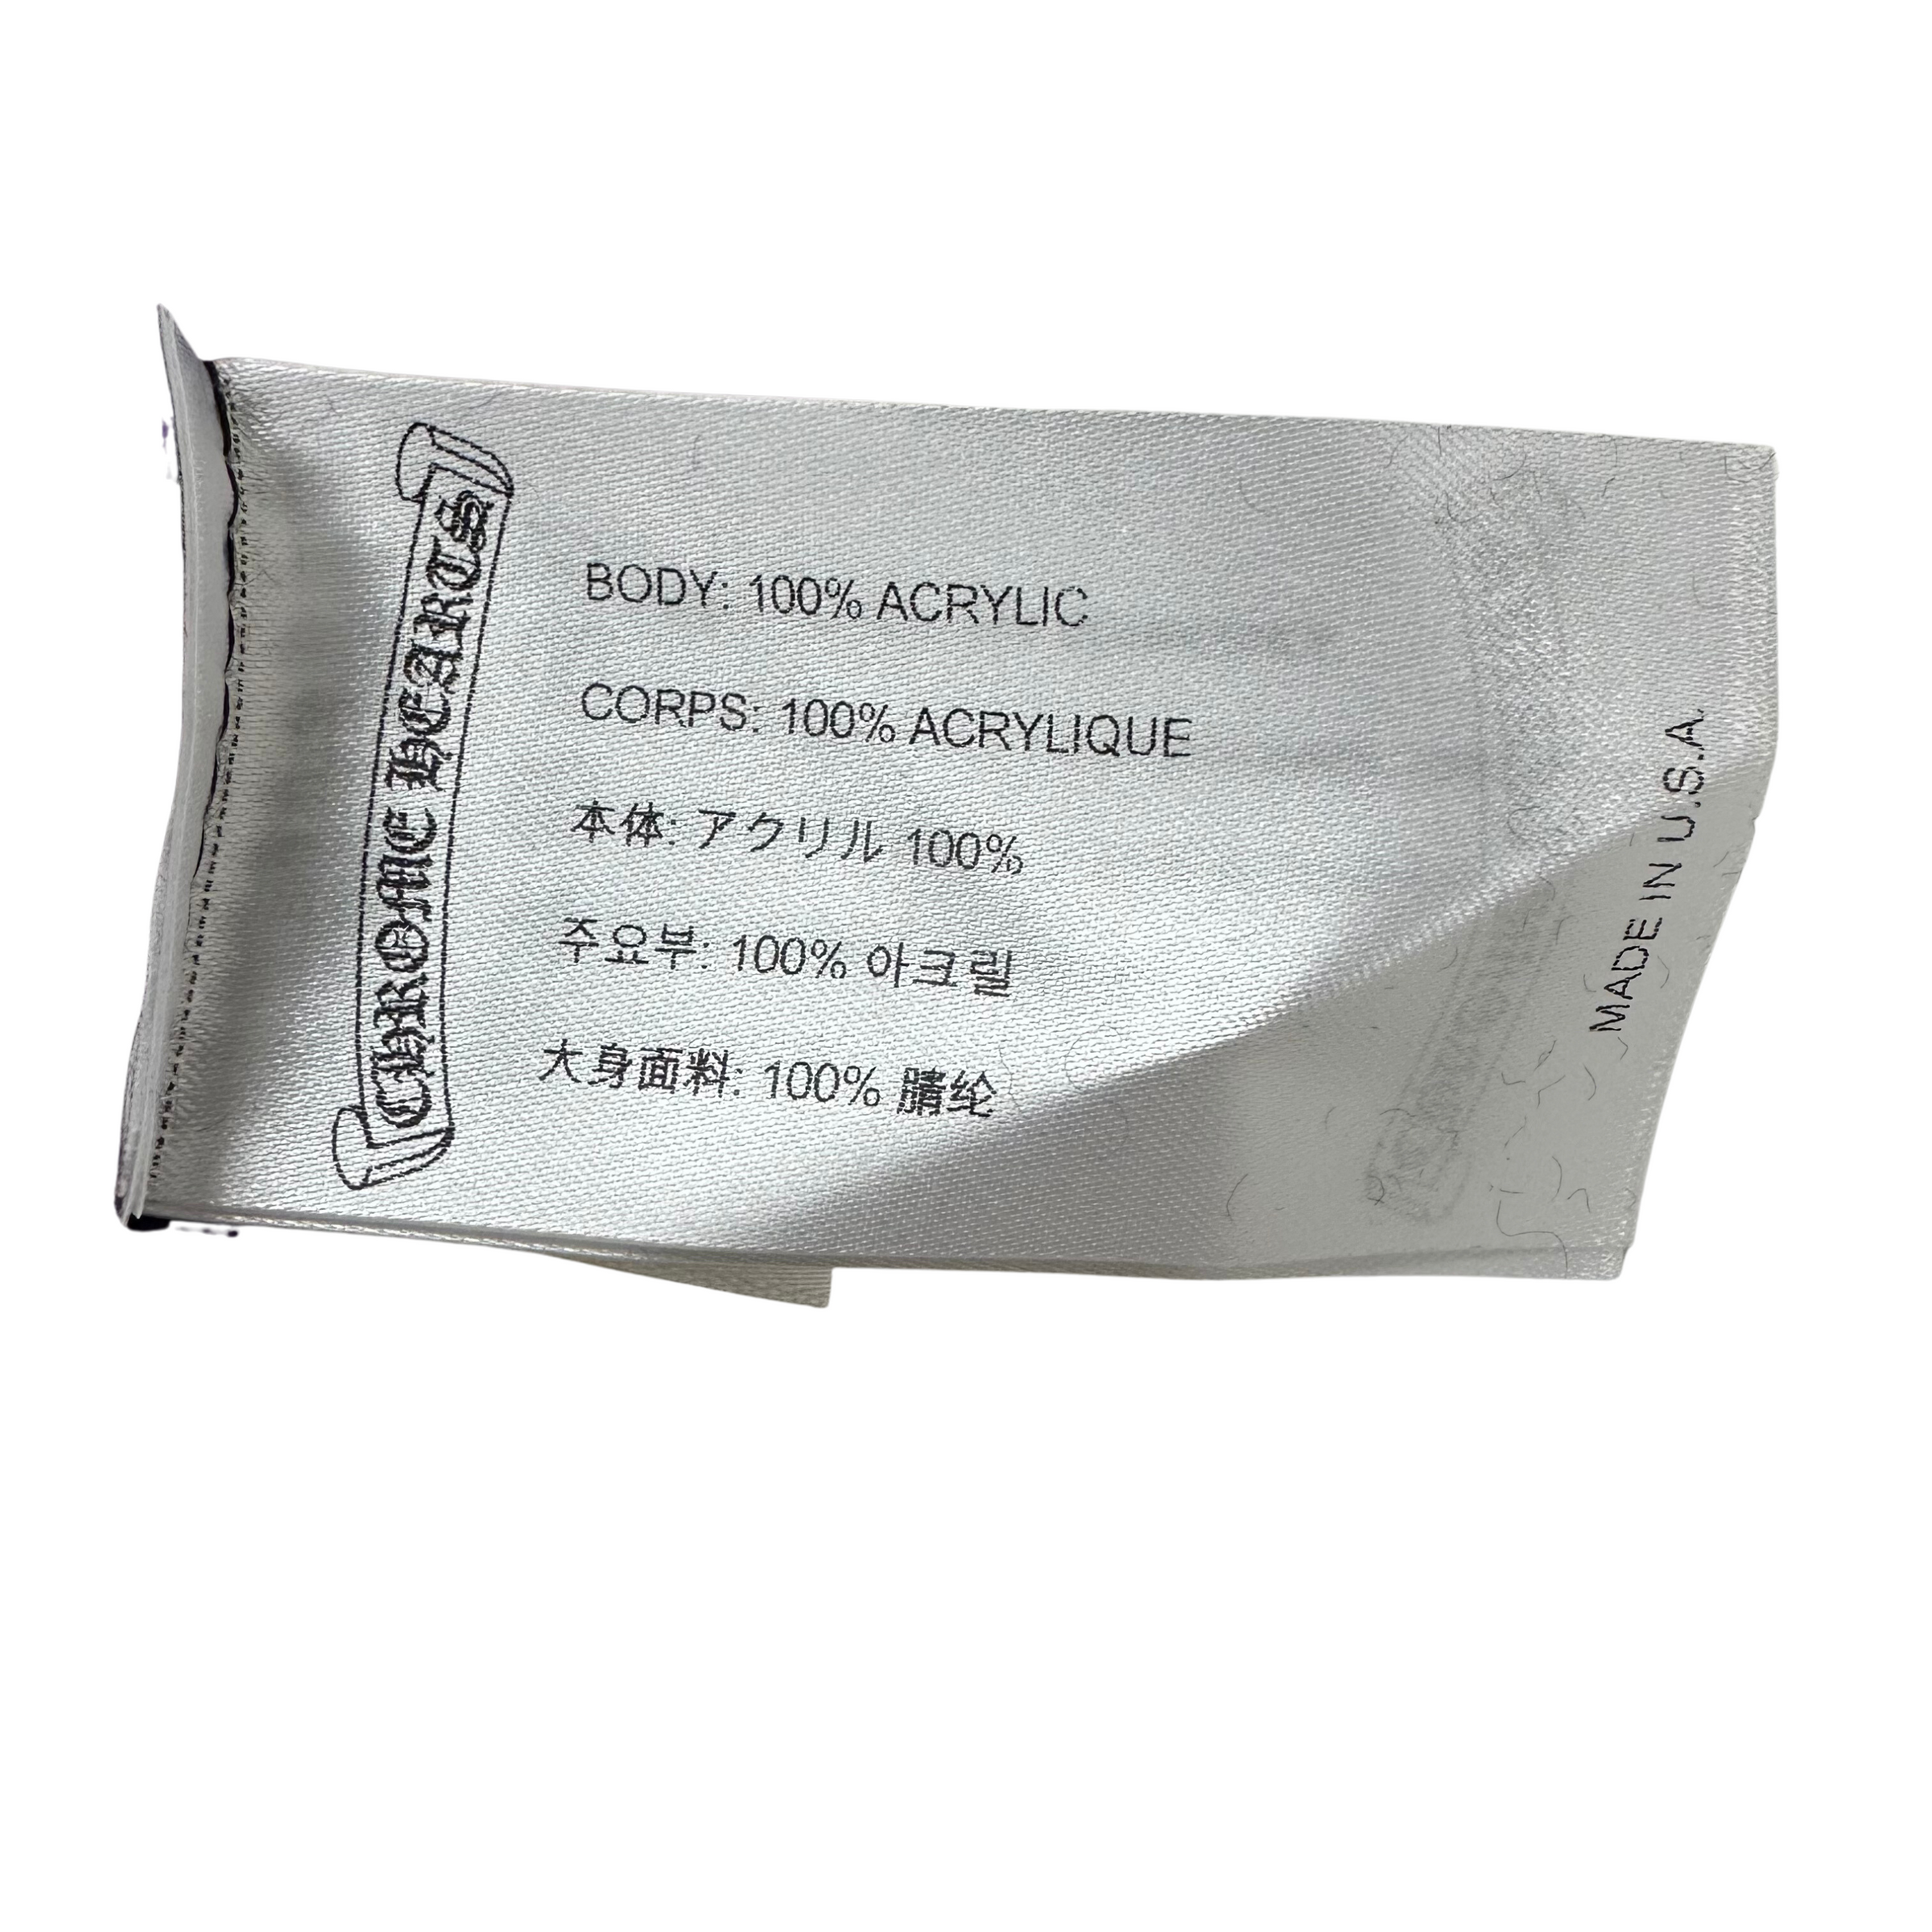 CHROME HEARTS
BODY: 100% ACRYLIC
CORPS: 100% ACRYLIQUE
本体: アクリル 100%
주요부: 100% 아크릴
大身面料: 100% 腈纶
MADE IN U.S.A.